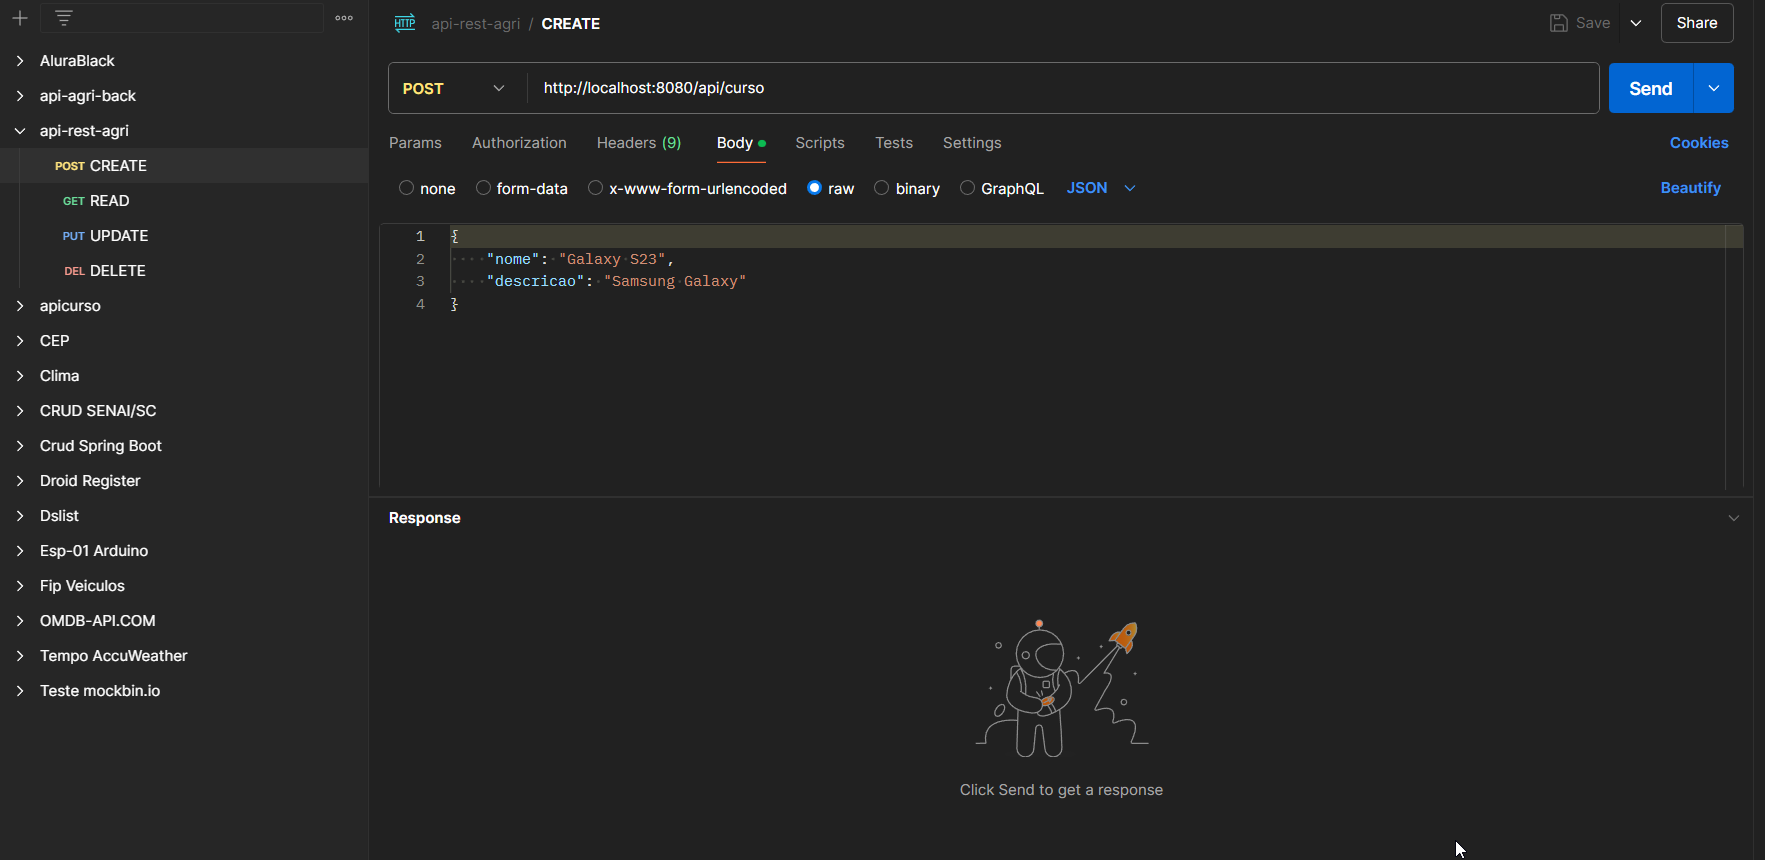 AluraBlack
api-agri-back
api-rest-agri
POST CREATE
GET READ
PUT UPDATE
DEL DELETE
apicurso
CEP
Clima
CRUD SENAI/SC
Crud Spring Boot
Droid Register
Dslist
Esp-01 Arduino
Fip Veiculos
OMDB-API.COM
Tempo AccuWeather
Teste mockbin.io
HTTP api-rest-agri / CREATE
Save Share
POST http://localhost:8080/api/curso Send
Params Authorization Headers (9) Body Scripts Tests Settings Cookies
none form-data x-www-form-urlencoded raw binary GraphQL JSON Beautify
1 {
2 "nome": "Galaxy S23",
3 "descricao": "Samsung Galaxy"
4 }
Response
Click Send to get a response